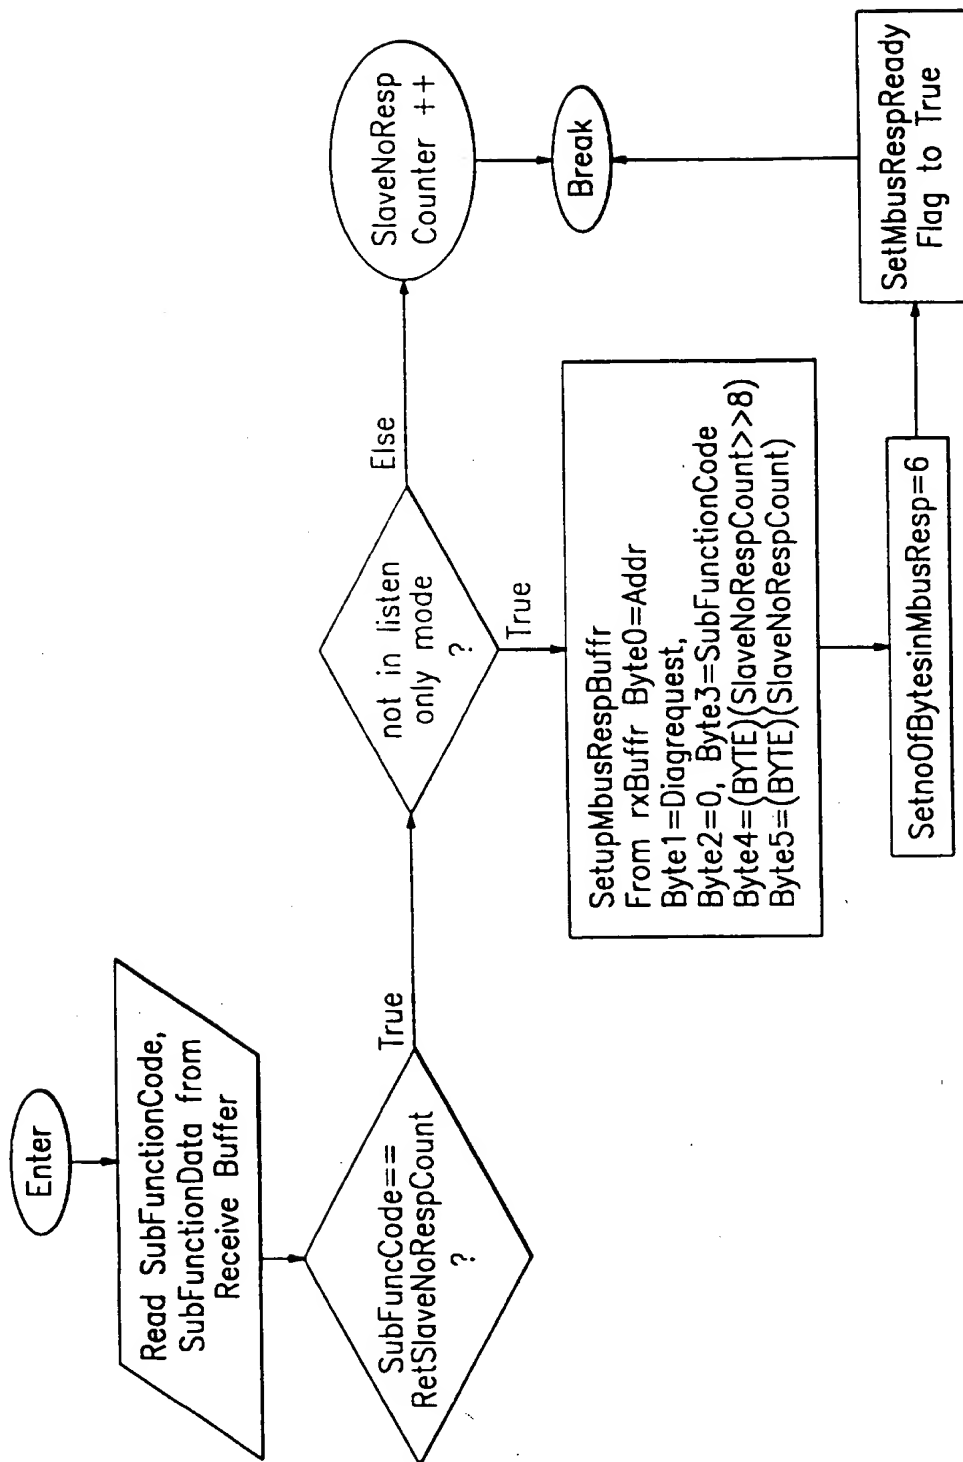 Enter
Read SubFunctionCode,
SubFunctionData from
Receive Buffer
SubFuncCode==
RetSlaveNoRespCount
?
True
not in listen
only mode
?
Else
SlaveNoResp
Counter ++
True
SetupMbusRespBuffr
From rxBuffr Byte0=Addr
Byte1=Diagrequest,
Byte2=0, Byte3=SubFunctionCode
Byte4=(BYTE)(SlaveNoRespCount>>8)
Byte5=(BYTE)(SlaveNoRespCount)
SetnoOfBytesinMbusResp=6
SetMbusRespReady
Flag to True
Break